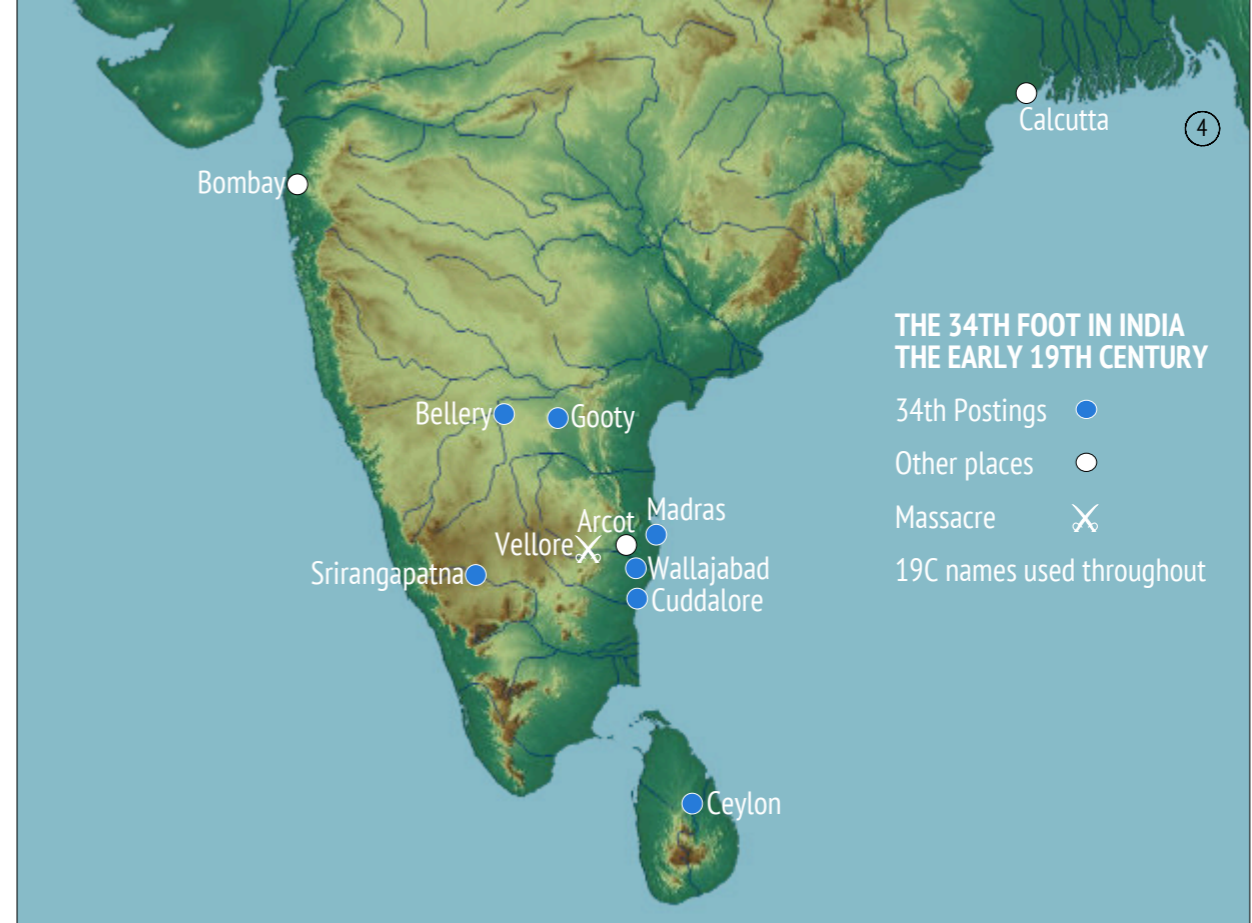 Calcutta
4
Bombay
THE 34TH FOOT IN INDIA
THE EARLY 19TH CENTURY
34th Postings
Other places
Massacre
19C names used throughout
Bellery
Gooty
Madras
Arcot
Vellore
Srirangapatna
Wallajabad
Cuddalore
Ceylon